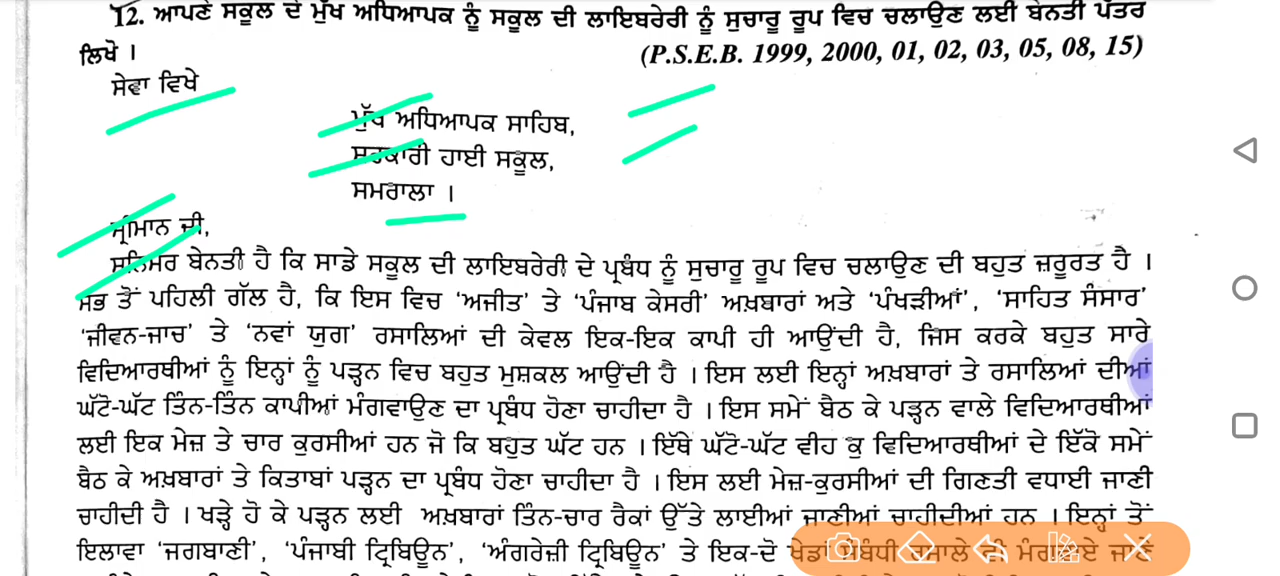 12. ਆਪਣੇ ਸਕੂਲ ਦੇ ਮੁੱਖ ਅਧਿਆਪਕ ਨੂੰ ਸਕੂਲ ਦੀ ਲਾਇਬਰੇਰੀ ਨੂੰ ਸੁਚਾਰੂ ਰੂਪ ਵਿਚ ਚਲਾਉਣ ਲਈ ਬੇਨਤੀ ਪੱਤਰ
ਲਿਖੋ । (P.S.E.B. 1999, 2000, 01, 02, 03, 05, 08, 15)
ਸੇਵਾ ਵਿਖੇ
ਮੁੱਖ ਅਧਿਆਪਕ ਸਾਹਿਬ,
ਸਰਕਾਰੀ ਹਾਈ ਸਕੂਲ,
ਸਮਰਾਲਾ ।
ਸ੍ਰੀਮਾਨ ਜੀ,
ਸਨਿਮਰ ਬੇਨਤੀ ਹੈ ਕਿ ਸਾਡੇ ਸਕੂਲ ਦੀ ਲਾਇਬਰੇਰੀ ਦੇ ਪ੍ਰਬੰਧ ਨੂੰ ਸੁਚਾਰੂ ਰੂਪ ਵਿਚ ਚਲਾਉਣ ਦੀ ਬਹੁਤ ਜ਼ਰੂਰਤ ਹੈ ।
ਸਭ ਤੋਂ ਪਹਿਲੀ ਗੱਲ ਹੈ, ਕਿ ਇਸ ਵਿਚ ‘ਅਜੀਤ’ ਤੇ ‘ਪੰਜਾਬ ਕੇਸਰੀ’ ਅਖ਼ਬਾਰਾਂ ਅਤੇ ‘ਪੰਖੜੀਆਂ’, ‘ਸਾਹਿਤ ਸੰਸਾਰ’
‘ਜੀਵਨ-ਜਾਚ’ ਤੇ ‘ਨਵਾਂ ਯੁਗ’ ਰਸਾਲਿਆਂ ਦੀ ਕੇਵਲ ਇਕ-ਇਕ ਕਾਪੀ ਹੀ ਆਉਂਦੀ ਹੈ, ਜਿਸ ਕਰਕੇ ਬਹੁਤ ਸਾਰੇ
ਵਿਦਿਆਰਥੀਆਂ ਨੂੰ ਇਨ੍ਹਾਂ ਨੂੰ ਪੜ੍ਹਨ ਵਿਚ ਬਹੁਤ ਮੁਸ਼ਕਲ ਆਉਂਦੀ ਹੈ । ਇਸ ਲਈ ਇਨ੍ਹਾਂ ਅਖ਼ਬਾਰਾਂ ਤੇ ਰਸਾਲਿਆਂ ਦੀਆਂ
ਘੱਟੋ-ਘੱਟ ਤਿੰਨ-ਤਿੰਨ ਕਾਪੀਆਂ ਮੰਗਵਾਉਣ ਦਾ ਪ੍ਰਬੰਧ ਹੋਣਾ ਚਾਹੀਦਾ ਹੈ । ਇਸ ਸਮੇਂ ਬੈਠ ਕੇ ਪੜ੍ਹਨ ਵਾਲੇ ਵਿਦਿਆਰਥੀਆਂ
ਲਈ ਇਕ ਮੇਜ਼ ਤੇ ਚਾਰ ਕੁਰਸੀਆਂ ਹਨ ਜੋ ਕਿ ਬਹੁਤ ਘੱਟ ਹਨ । ਇੱਥੇ ਘੱਟੋ-ਘੱਟ ਵੀਹ ਕੁ ਵਿਦਿਆਰਥੀਆਂ ਦੇ ਇੱਕੋ ਸਮੇਂ
ਬੈਠ ਕੇ ਅਖ਼ਬਾਰਾਂ ਤੇ ਕਿਤਾਬਾਂ ਪੜ੍ਹਨ ਦਾ ਪ੍ਰਬੰਧ ਹੋਣਾ ਚਾਹੀਦਾ ਹੈ । ਇਸ ਲਈ ਮੇਜ਼-ਕੁਰਸੀਆਂ ਦੀ ਗਿਣਤੀ ਵਧਾਈ ਜਾਣੀ
ਚਾਹੀਦੀ ਹੈ । ਖੜ੍ਹੇ ਹੋ ਕੇ ਪੜ੍ਹਨ ਲਈ ਅਖ਼ਬਾਰਾਂ ਤਿੰਨ-ਚਾਰ ਰੈਕਾਂ ਉੱਤੇ ਲਾਈਆਂ ਜਾਣੀਆਂ ਚਾਹੀਦੀਆਂ ਹਨ । ਇਨ੍ਹਾਂ ਤੋਂ
ਇਲਾਵਾ ‘ਜਗਬਾਣੀ’, ‘ਪੰਜਾਬੀ ਟ੍ਰਿਬਿਊਨ’, ‘ਅੰਗਰੇਜ਼ੀ ਟ੍ਰਿਬਿਊਨ’ ਤੇ ਇਕ-ਦੋ ਖੇਡਾਂ